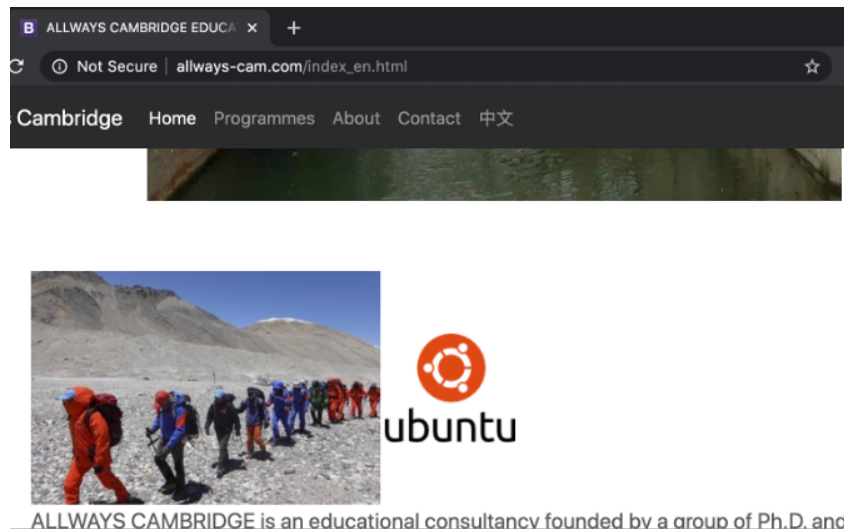 B ALLWAYS CAMBRIDGE EDUCA
Not Secure | allways-cam.com/index_en.html
Cambridge Home Programmes About Contact 中文
ubuntu
ALLWAYS CAMBRIDGE is an educational consultancy founded by a group of Ph.D. and